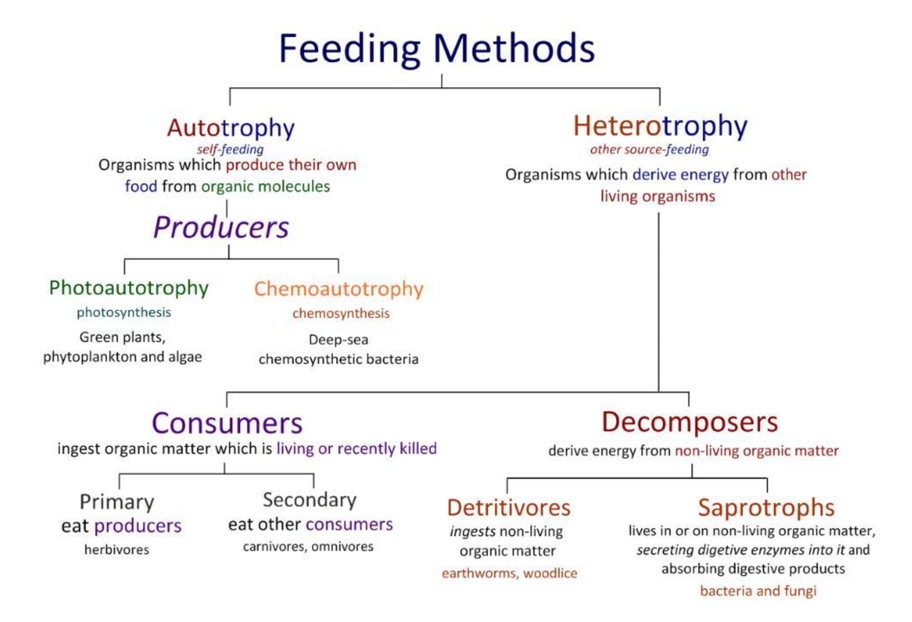 Feeding Methods
Autotrophy
self-feeding
Organisms which produce their own
food from organic molecules
Heterotrophy
other source-feeding
Organisms which derive energy from other
living organisms
Producers
Photoautotrophy
photosynthesis
Green plants,
phytoplankton and algae
Chemoautotrophy
chemosynthesis
Deep-sea
chemosynthetic bacteria
Consumers
ingest organic matter which is living or recently killed
Primary
eat producers
herbivores
Secondary
eat other consumers
carnivores, omnivores
Decomposers
derive energy from non-living organic matter
Detritivores
ingests non-living
organic matter
earthworms, woodlice
Saprotrophs
lives in or on non-living organic matter,
secreting digetive enzymes into it and
absorbing digestive products
bacteria and fungi